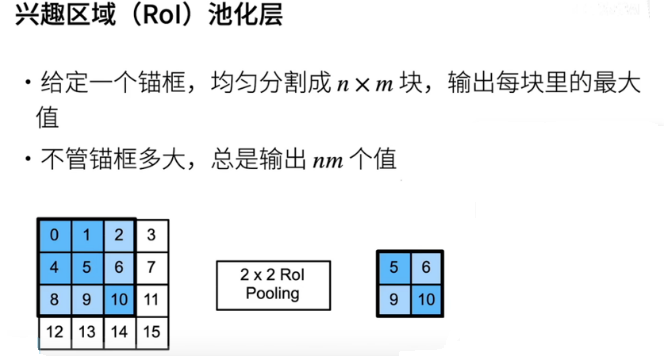 兴趣区域（RoI）池化层
• 给定一个锚框，均匀分割成 n × m 块，输出每块里的最大
值
• 不管锚框多大，总是输出 nm 个值
0 1 2 3
4 5 6 7
8 9 10 11
12 13 14 15
2 x 2 RoI
Pooling
5 6
9 10